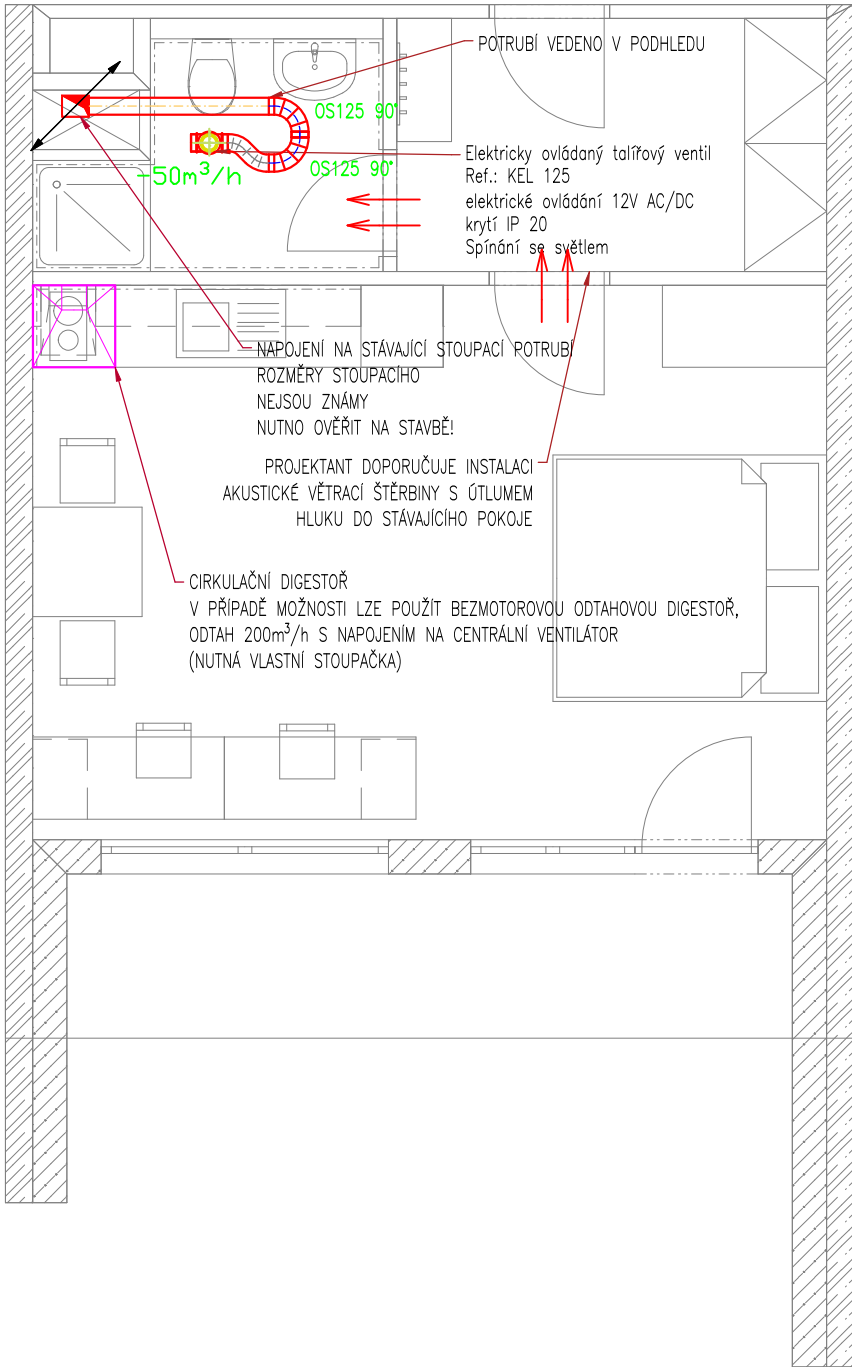 POTRUBÍ VEDENO V PODHLEDU
OS125 90°
OS125 90°
-50m³/h
Elektricky ovládaný talířový ventil
Ref.: KEL 125
elektrické ovládání 12V AC/DC
krytí IP 20
Spínání se světlem
NAPOJENÍ NA STÁVAJÍCÍ STOUPACÍ POTRUBÍ
ROZMĚRY STOUPACÍHO
NEJSOU ZNÁMY
NUTNO OVĚŘIT NA STAVBĚ!
PROJEKTANT DOPORUČUJE INSTALACI
AKUSTICKÉ VĚTRACÍ ŠTĚRBINY S ÚTLUMEM
HLUKU DO STÁVAJÍCÍHO POKOJE
CIRKULAČNÍ DIGESTOŘ
V PŘÍPADĚ MOŽNOSTI LZE POUŽÍT BEZMOTOROVOU ODTAHOVOU DIGESTOŘ,
ODTAH 200m³/h S NAPOJENÍM NA CENTRÁLNÍ VENTILÁTOR
(NUTNÁ VLASTNÍ STOUPAČKA)